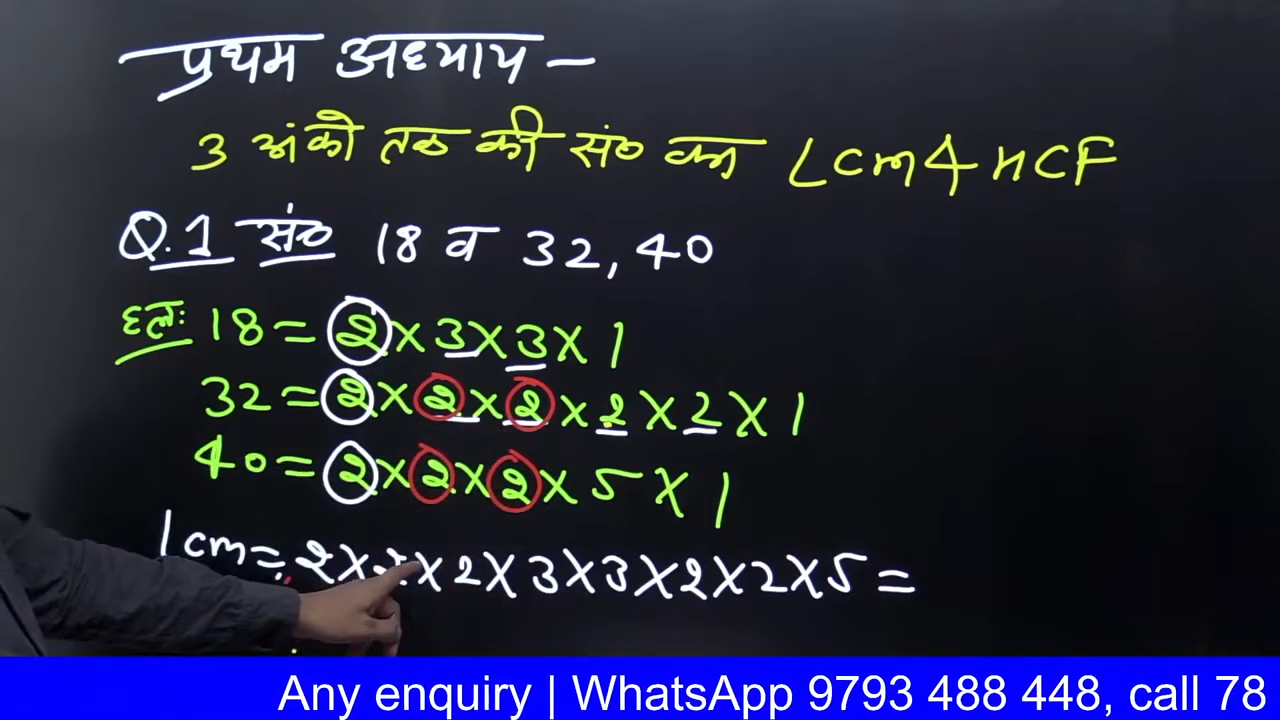 प्रथम अध्याय –
3 अंको तक की सं० का Lcm & HCF
Q.1 सं० 18 व 32, 40
हल: 18 = 2 × 3 × 3 × 1
32 = 2 × 2 × 2 × 2 × 2 × 1
40 = 2 × 2 × 2 × 5 × 1
lcm = 2 × 2 × 2 × 3 × 3 × 2 × 2 × 5 =
Any enquiry | WhatsApp 9793 488 448, call 78